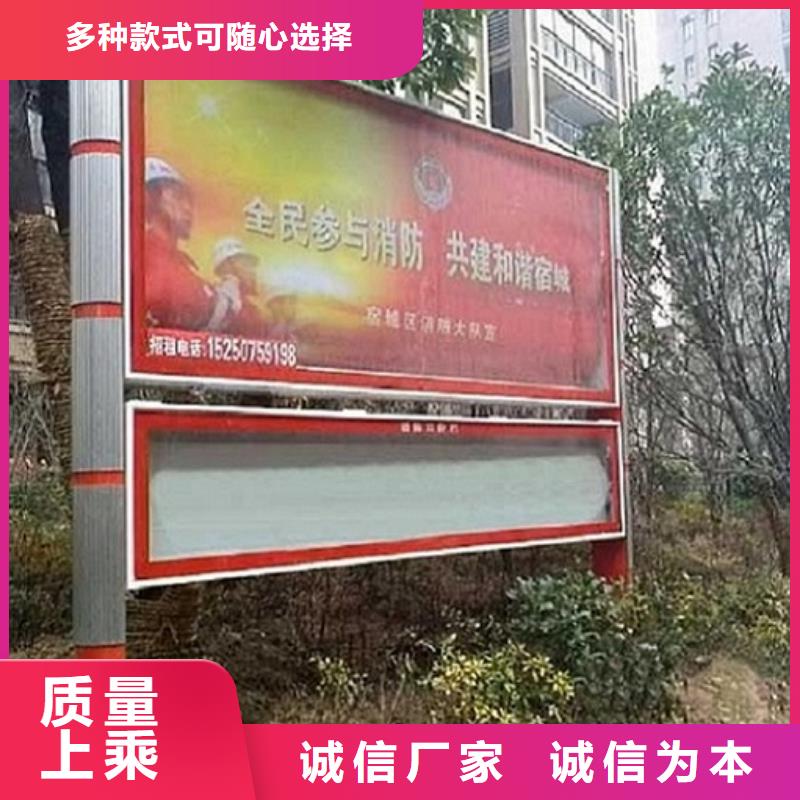 多种款式可随心选择
全民参与消防 共建和谐宿城
宿城区消防大队宣
招租电话:15250759198
质量
上乘
诚信厂家 诚信为本